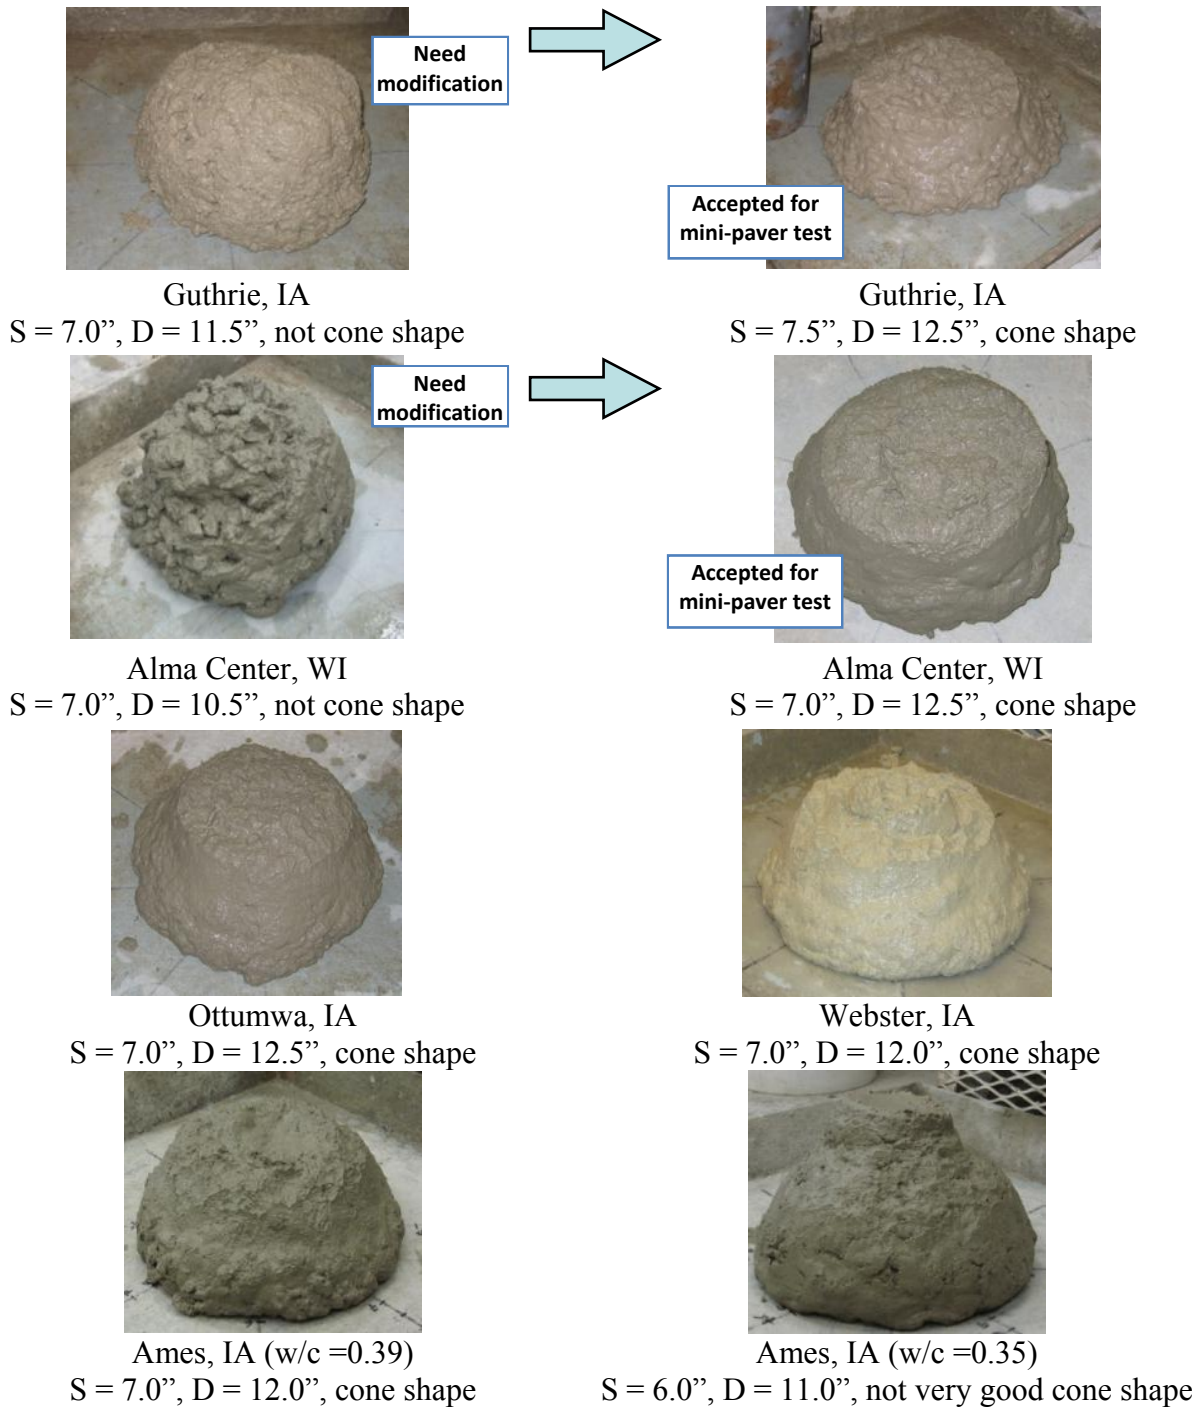 Need
modification
Accepted for
mini-paver test
Guthrie, IA
S = 7.0”, D = 11.5”, not cone shape
Guthrie, IA
S = 7.5”, D = 12.5”, cone shape
Need
modification
Accepted for
mini-paver test
Alma Center, WI
S = 7.0”, D = 10.5”, not cone shape
Alma Center, WI
S = 7.0”, D = 12.5”, cone shape
Ottumwa, IA
S = 7.0”, D = 12.5”, cone shape
Webster, IA
S = 7.0”, D = 12.0”, cone shape
Ames, IA (w/c =0.39)
S = 7.0”, D = 12.0”, cone shape
Ames, IA (w/c =0.35)
S = 6.0”, D = 11.0”, not very good cone shape